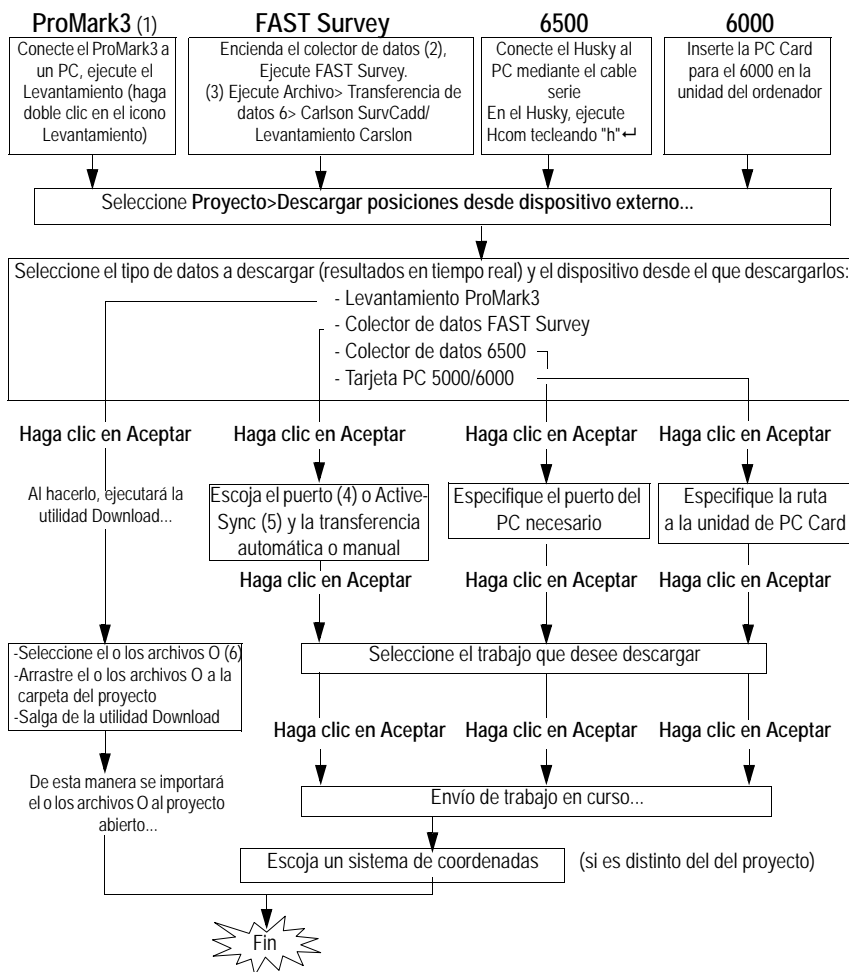 ProMark3 (1)
Conecte el ProMark3 a
un PC, ejecute el
Levantamiento (haga
doble clic en el icono
Levantamiento)
FAST Survey
Encienda el colector de datos (2),
Ejecute FAST Survey.
(3) Ejecute Archivo> Transferencia de
datos 6> Carlson SurvCadd/
Levantamiento Carslon
6500
Conecte el Husky al
PC mediante el cable
serie
En el Husky, ejecute
Hcom tecleando "h"↵
6000
Inserte la PC Card
para el 6000 en la
unidad del ordenador
Seleccione Proyecto>Descargar posiciones desde dispositivo externo...
Seleccione el tipo de datos a descargar (resultados en tiempo real) y el dispositivo desde el que descargarlos:
- Levantamiento ProMark3
- Colector de datos FAST Survey
- Colector de datos 6500
- Tarjeta PC 5000/6000
Haga clic en Aceptar
Haga clic en Aceptar
Haga clic en Aceptar
Haga clic en Aceptar
Al hacerlo, ejecutará la
utilidad Download...
Escoja el puerto (4) o Active-
Sync (5) y la transferencia
automática o manual
Especifique el puerto del
PC necesario
Especifique la ruta
a la unidad de PC Card
Haga clic en Aceptar
Haga clic en Aceptar
Haga clic en Aceptar
-Seleccione el o los archivos O (6)
-Arrastre el o los archivos O a la
carpeta del proyecto
-Salga de la utilidad Download
Seleccione el trabajo que desee descargar
Haga clic en Aceptar
Haga clic en Aceptar
Haga clic en Aceptar
De esta manera se importará
el o los archivos O al proyecto
abierto...
Envío de trabajo en curso...
Escoja un sistema de coordenadas
(si es distinto del del proyecto)
Fin